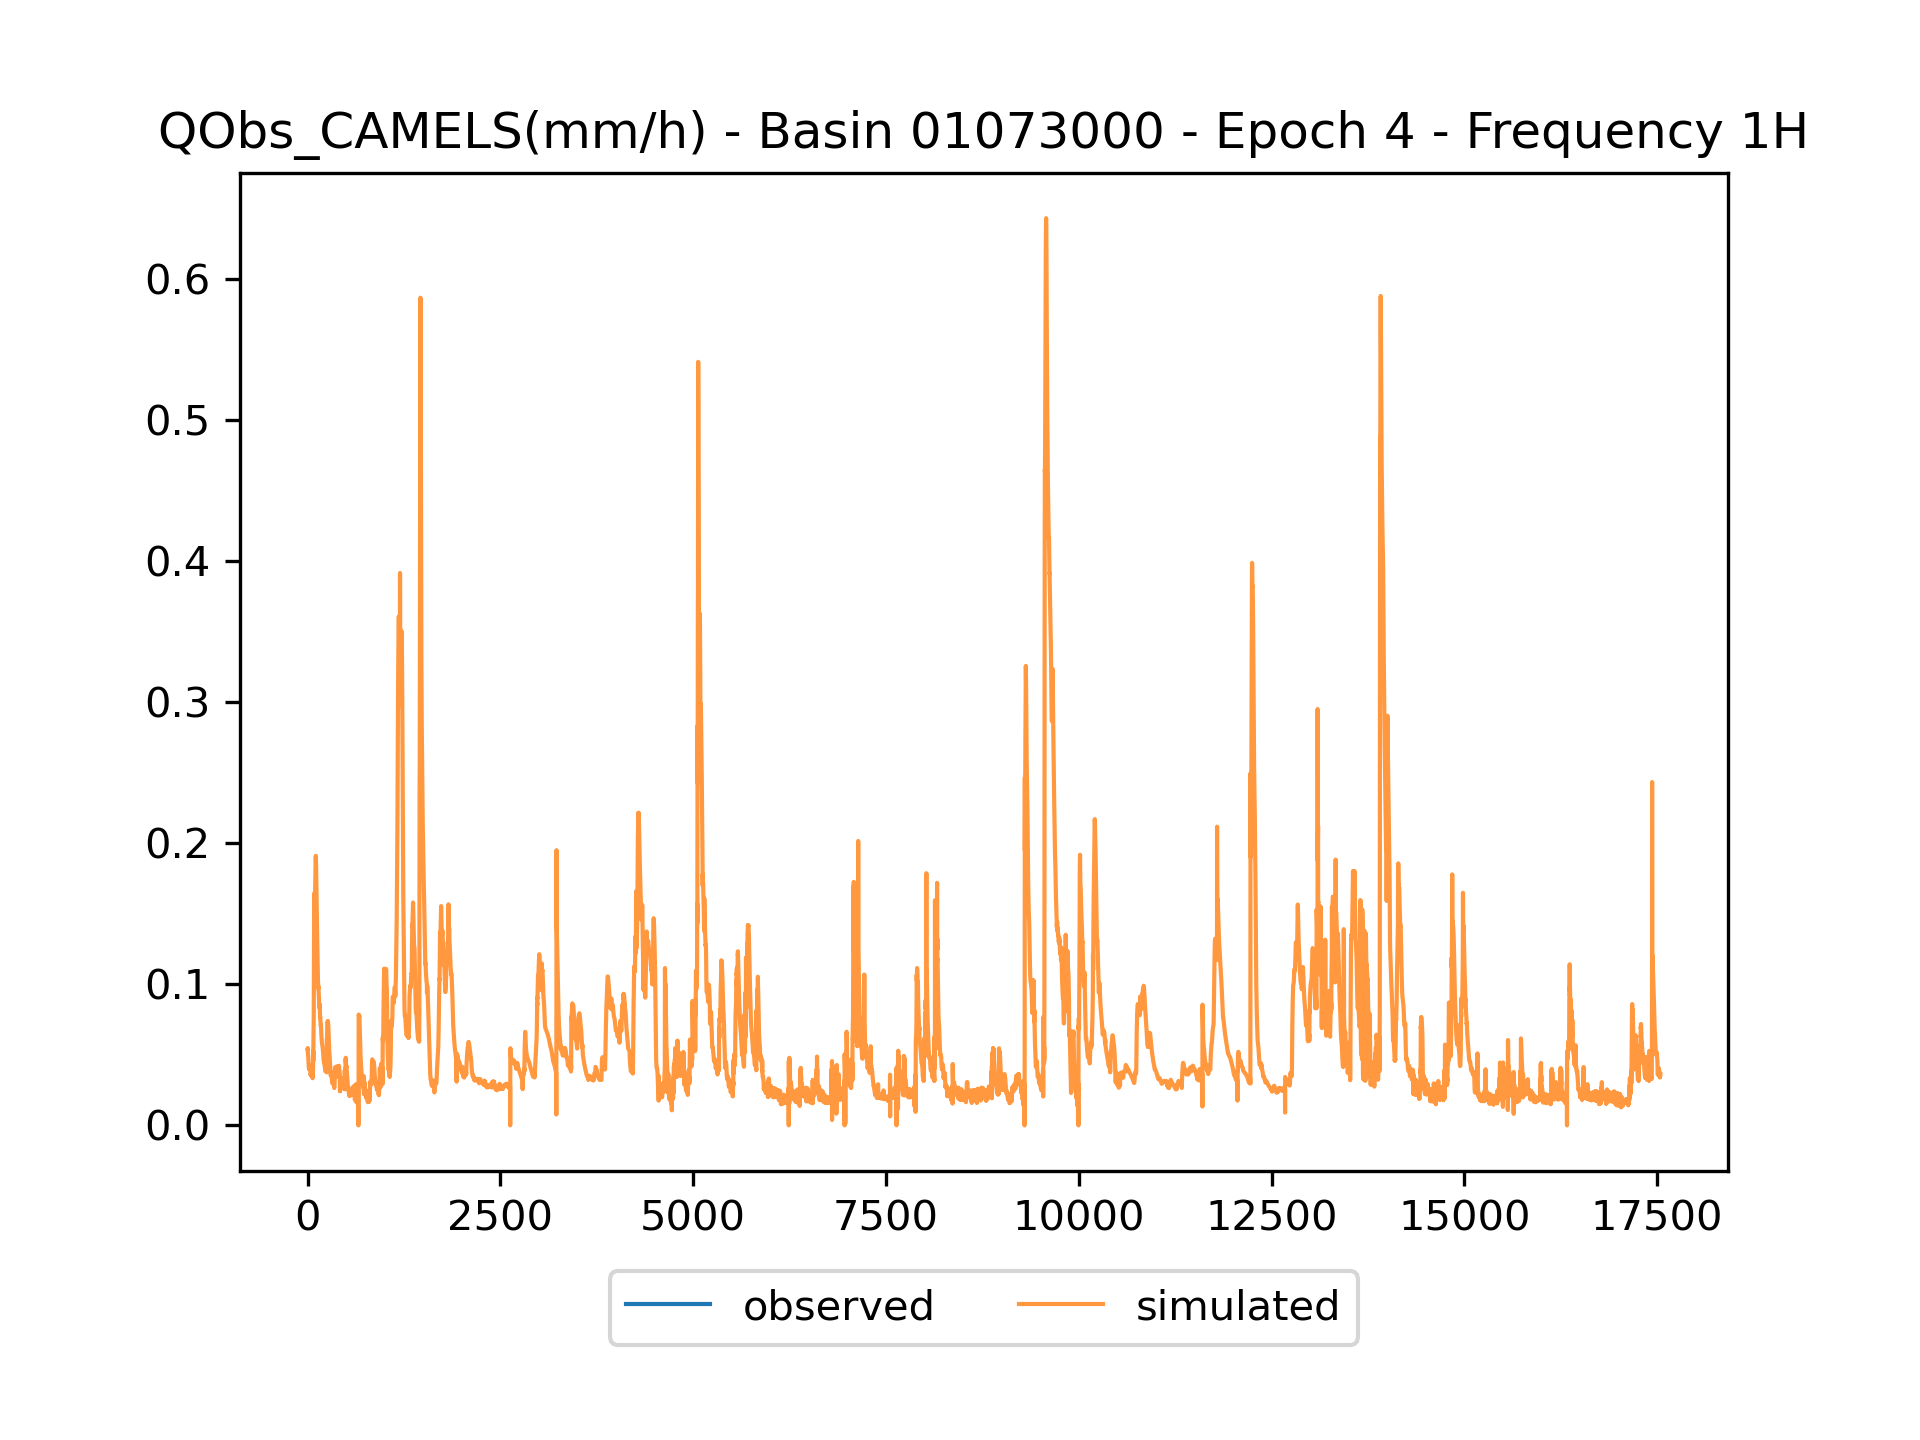 QObs_CAMELS(mm/h) - Basin 01073000 - Epoch 4 - Frequency 1H
0.6
0.5
0.4
0.3
0.2
0.1
0.0
0 2500 5000 7500 10000 12500 15000 17500
observed simulated